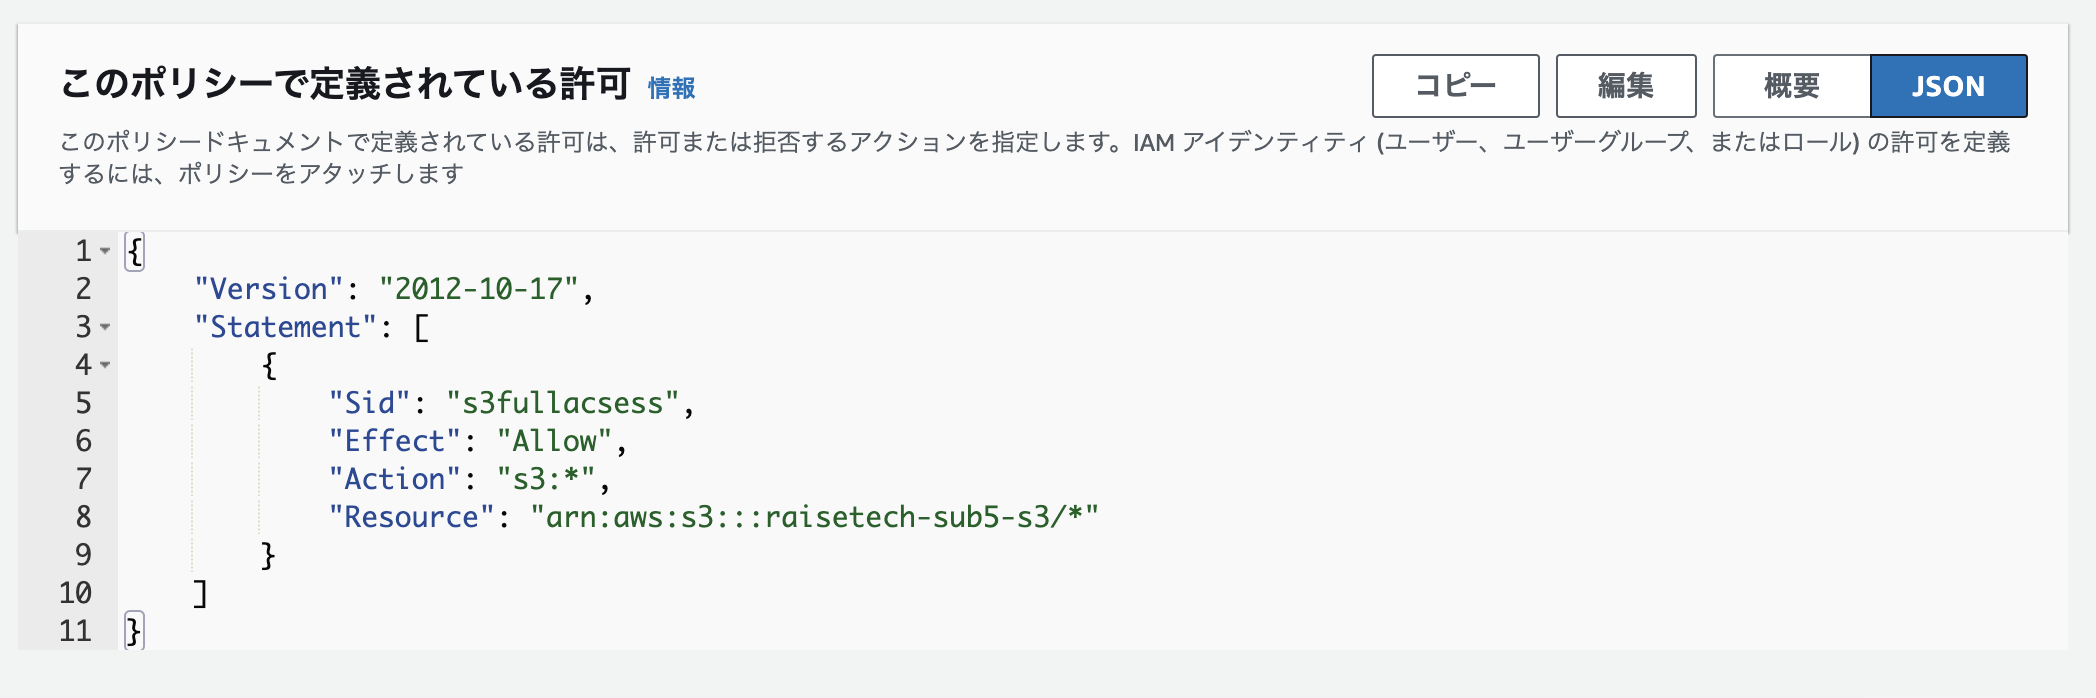 このポリシーで定義されている許可 情報
コピー 編集 概要 JSON
このポリシードキュメントで定義されている許可は、許可または拒否するアクションを指定します。IAM アイデンティティ (ユーザー、ユーザーグループ、またはロール) の許可を定義
するには、ポリシーをアタッチします
1 {
2 "Version": "2012-10-17",
3 "Statement": [
4 {
5 "Sid": "s3fullacsess",
6 "Effect": "Allow",
7 "Action": "s3:*",
8 "Resource": "arn:aws:s3:::raisetech-sub5-s3/*"
9 }
10 ]
11 }